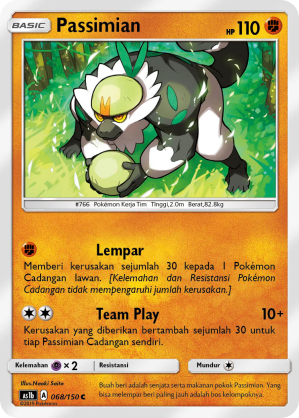 BASIC
Passimian
HP 110
#766 Pokémon Kerja Tim Tinggi,2.0m Berat,82.8kg
Lempar
Memberi kerusakan sejumlah 30 kepada 1 Pokémon
Cadangan lawan. [Kelemahan dan Resistansi Pokémon
Cadangan tidak mempengaruhi jumlah kerusakan.]
Team Play 10+
Kerusakan yang diberikan bertambah sejumlah 30 untuk
tiap Passimian Cadangan sendiri.
Kelemahan × 2 Resistansi Mundur
Illus.Naoki Saito
as1b A 068/150 C
©2019 Pokémon
Buah beri adalah senjata serta makanan pokok Passimian. Yang
bisa melempar beri paling jauh adalah bos kelompoknya.